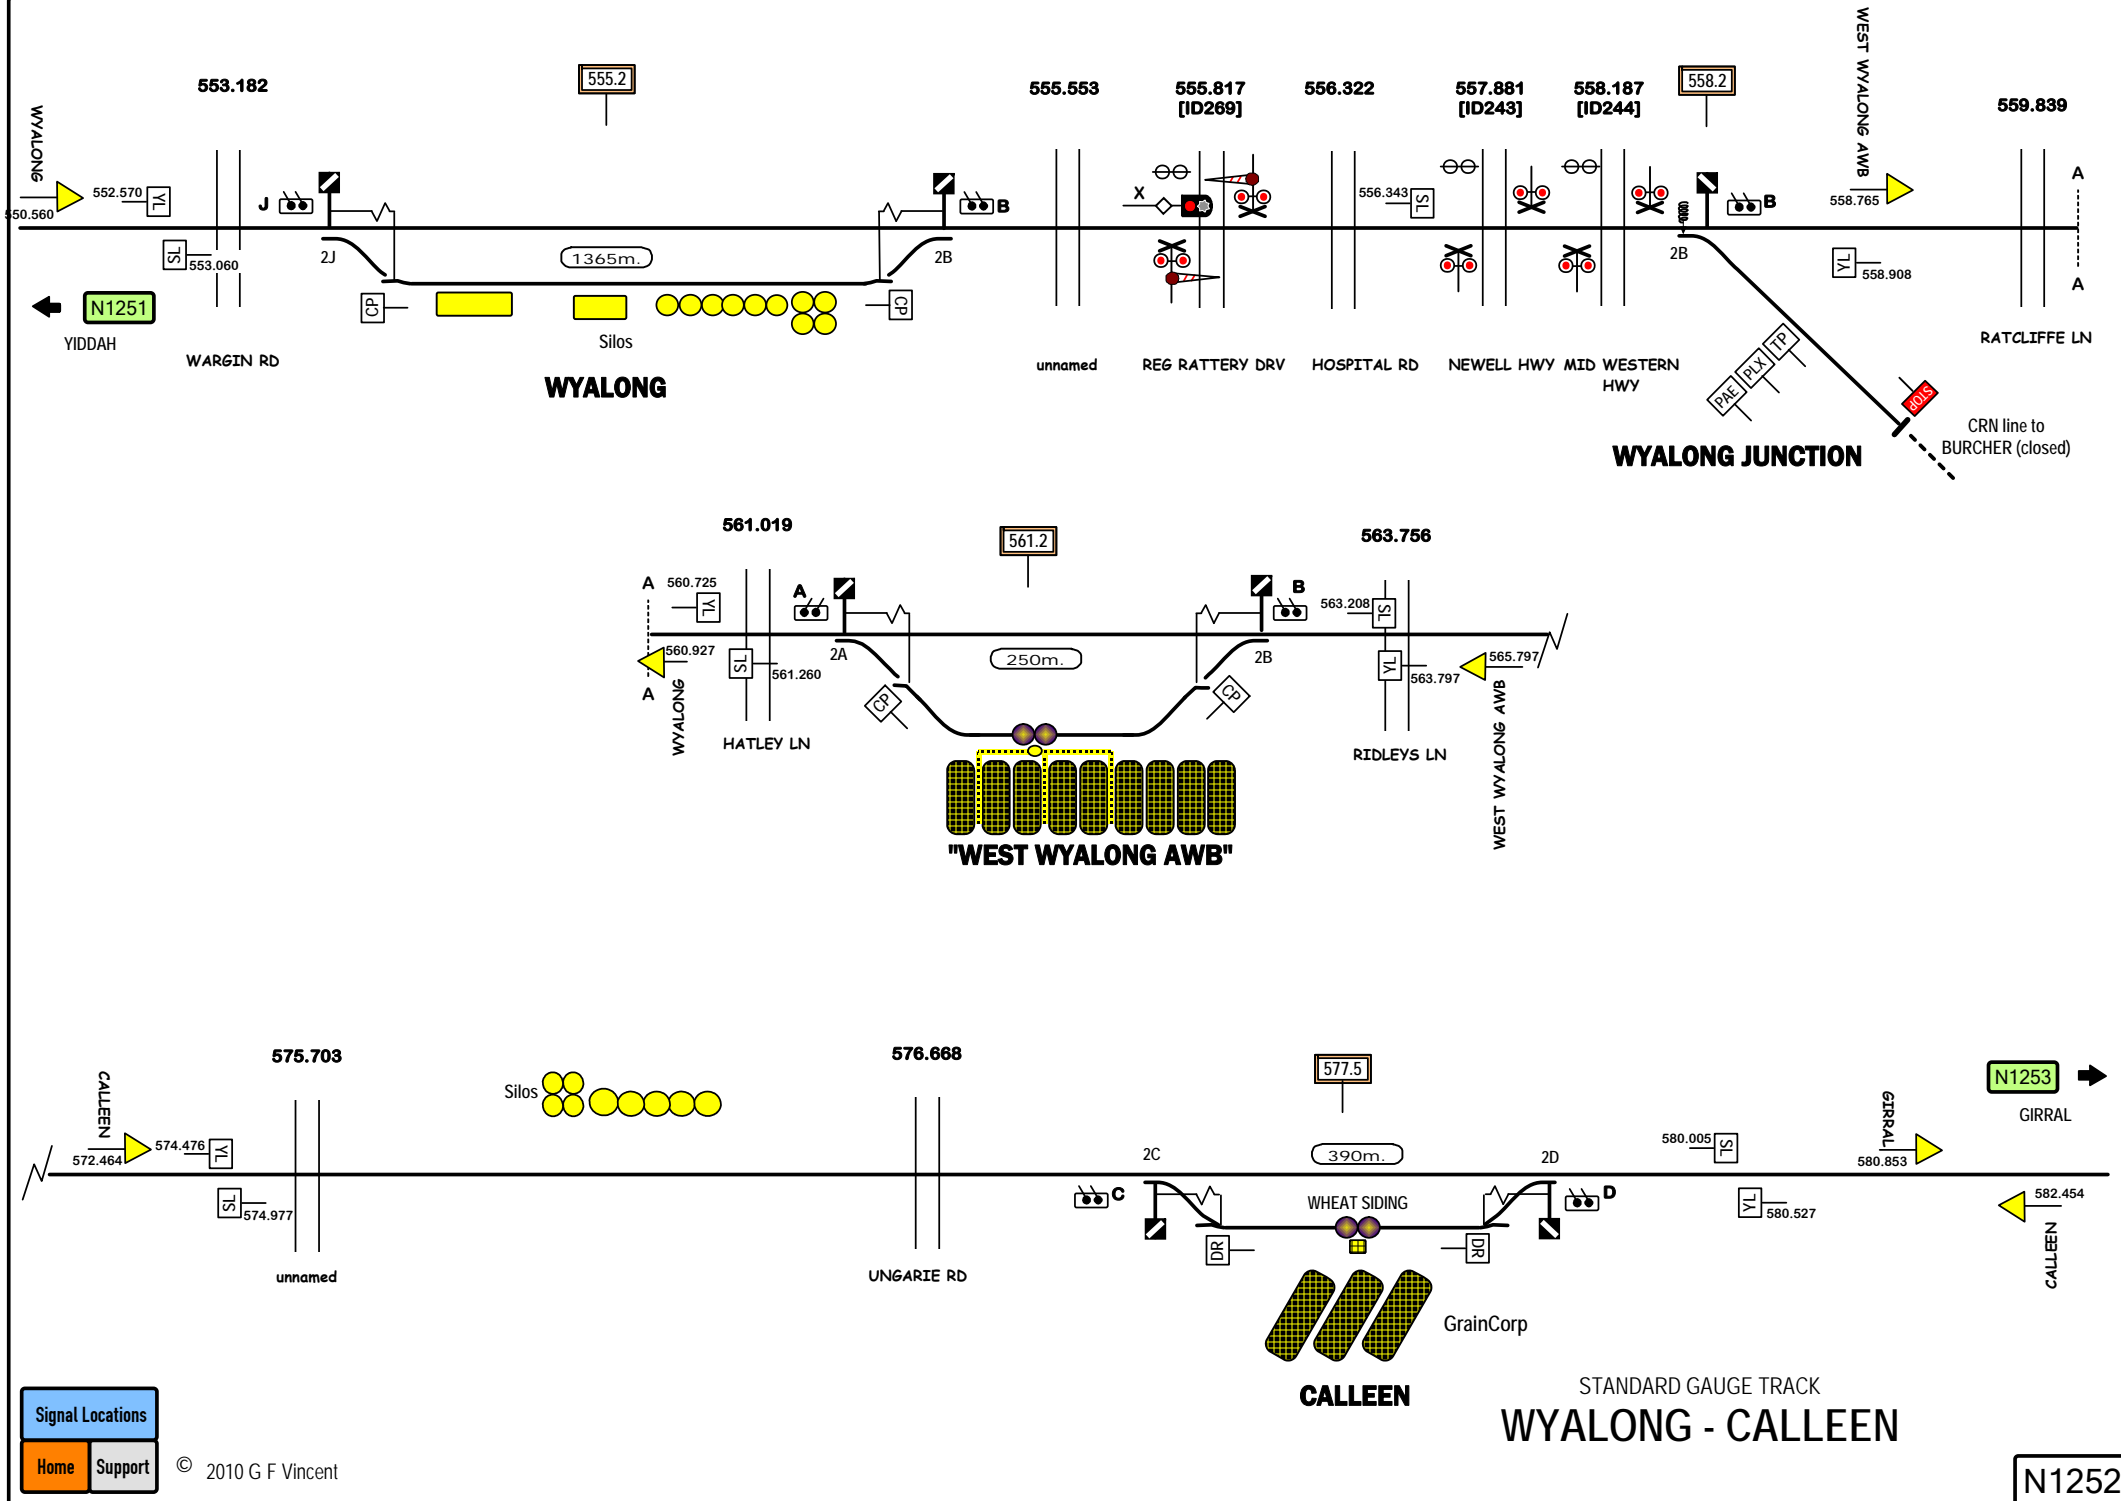 WYALONG
550.560
552.570
YL
SL
553.060
553.182
WARGIN RD
N1251
YIDDAH
J
2J
CP
555.2
1365m.
Silos
WYALONG
CP
B
2B
555.553
unnamed
555.817
[ID269]
X
REG RATTERY DRV
556.322
556.343
SL
HOSPITAL RD
557.881
[ID243]
NEWELL HWY
558.187
[ID244]
MID WESTERN
HWY
558.2
B
2B
PAE
PLX
TP
STOP
WYALONG JUNCTION
CRN line to
BURCHER (closed)
WEST WYALONG AWB
558.765
YL
558.908
559.839
RATCLIFFE LN
A
A
A
A
560.725
YL
560.927
WYALONG
561.019
SL
561.260
HATLEY LN
A
2A
CP
561.2
250m.
"WEST WYALONG AWB"
CP
B
2B
563.208
SL
563.756
YL
563.797
RIDLEYS LN
565.797
WEST WYALONG AWB
CALLEEN
572.464
574.476
YL
SL
574.977
575.703
unnamed
Silos
576.668
UNGARIE RD
C
2C
DR
577.5
390m.
WHEAT SIDING
DR
2D
D
GrainCorp
CALLEEN
580.005
SL
YL
580.527
GIRRAL
580.853
N1253
GIRRAL
582.454
CALLEEN
STANDARD GAUGE TRACK
WYALONG - CALLEEN
Signal Locations
Home
Support
© 2010 G F Vincent
N1252